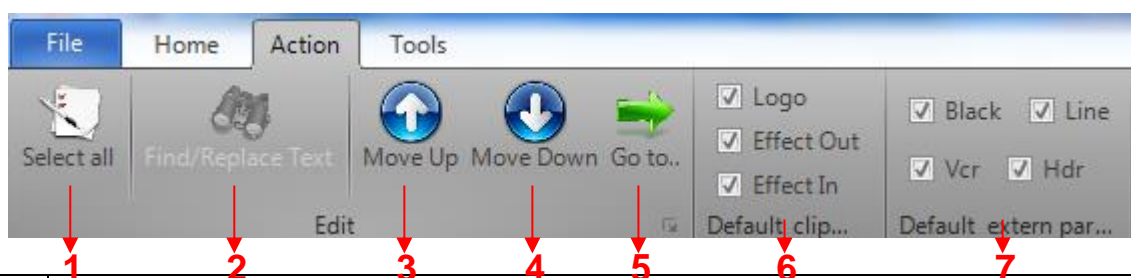 File Home Action Tools
Select all Find/Replace Text Move Up Move Down Go to..
Logo
Effect Out
Effect In
Black Line
Vcr Hdr
Edit Default clip... Default extern par...
1 2 3 4 5 6 7